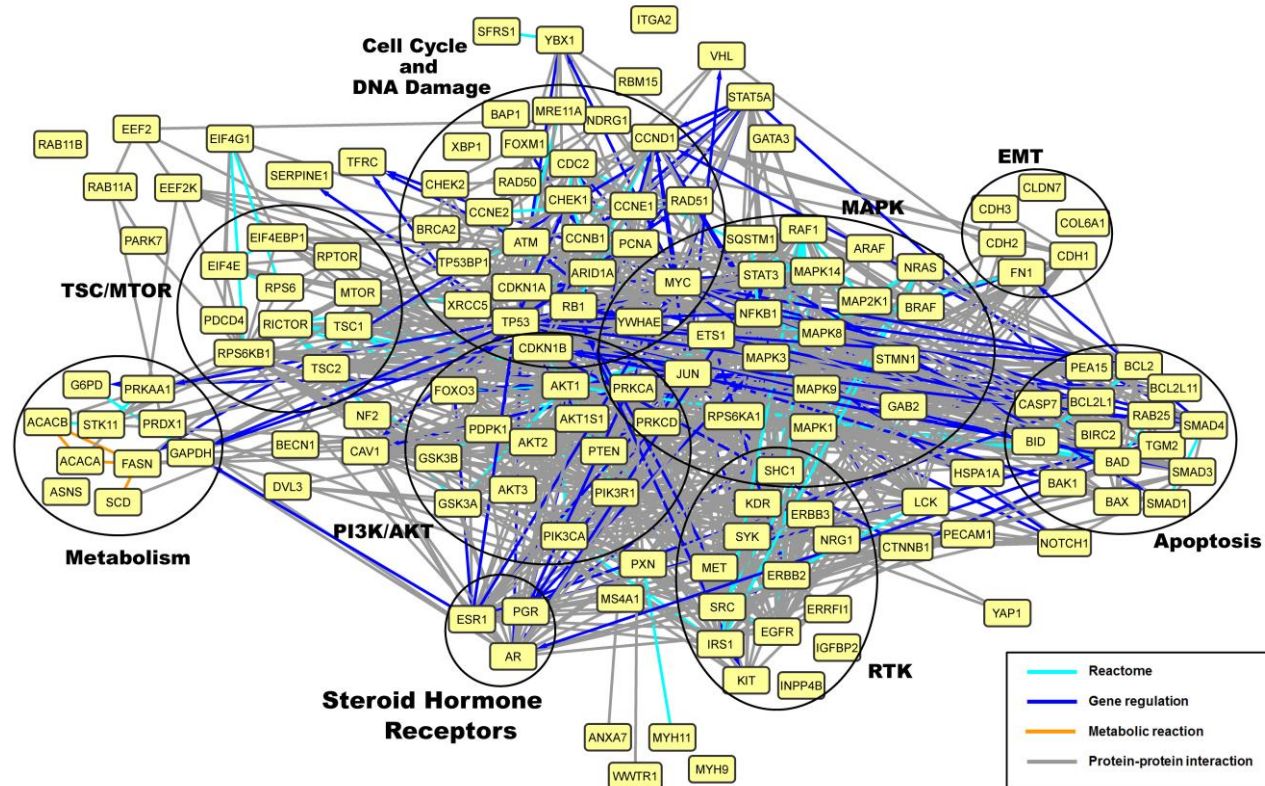 ITGA2
SFRS1
YBX1
Cell Cycle
and
DNA Damage
VHL
RBM15
STAT5A
BAP1
MRE11A
NDRG1
EEF2
EIF4G1
CCND1
GATA3
RAB11B
XBP1
FOXM1
CDC2
TFRC
SERPINE1
EMT
CHEK2
RAD50
RAB11A
EEF2K
CLDN7
CHEK1
CCNE1
RAD51
MAPK
CDH3
CCNE2
COL6A1
BRCA2
EIF4EBP1
SQSTM1
RAF1
PARK7
CCNB1
PCNA
ATM
ARAF
CDH2
CDH1
RPTOR
TP53BP1
EIF4E
FN1
ARID1A
STAT3
MAPK14
NRAS
MYC
TSC/MTOR
RPS6
MTOR
CDKN1A
MAP2K1
XRCC5
RB1
BRAF
PDCD4
RICTOR
TSC1
TP53
YWHAE
NFKB1
ETS1
MAPK8
RPS6KB1
CDKN1B
MAPK3
STMN1
TSC2
PEA15
BCL2
G6PD
PRKAA1
FOXO3
AKT1
PRKCA
JUN
MAPK9
BCL2L11
CASP7
BCL2L1
ACACB
STK11
PRDX1
NF2
AKT1S1
RPS6KA1
GAB2
RAB25
PRKCD
MAPK1
BIRC2
SMAD4
PDPK1
AKT2
BID
TGM2
BECN1
CAV1
GAPDH
ACACA
FASN
GSK3B
PTEN
BAD
SHC1
HSPA1A
SMAD3
ASNS
DVL3
AKT3
PIK3R1
BAK1
SCD
GSK3A
KDR
LCK
BAX
SMAD1
ERBB3
PI3K/AKT
PIK3CA
SYK
NRG1
PECAM1
Metabolism
CTNNB1
NOTCH1
Apoptosis
PXN
MET
ERBB2
MS4A1
SRC
ERRFI1
YAP1
ESR1
PGR
EGFR
IRS1
IGFBP2
AR
RTK
KIT
INPP4B
Steroid Hormone
Receptors
ANXA7
MYH11
WWTR1
MYH9
Reactome
Gene regulation
Metabolic reaction
Protein-protein interaction